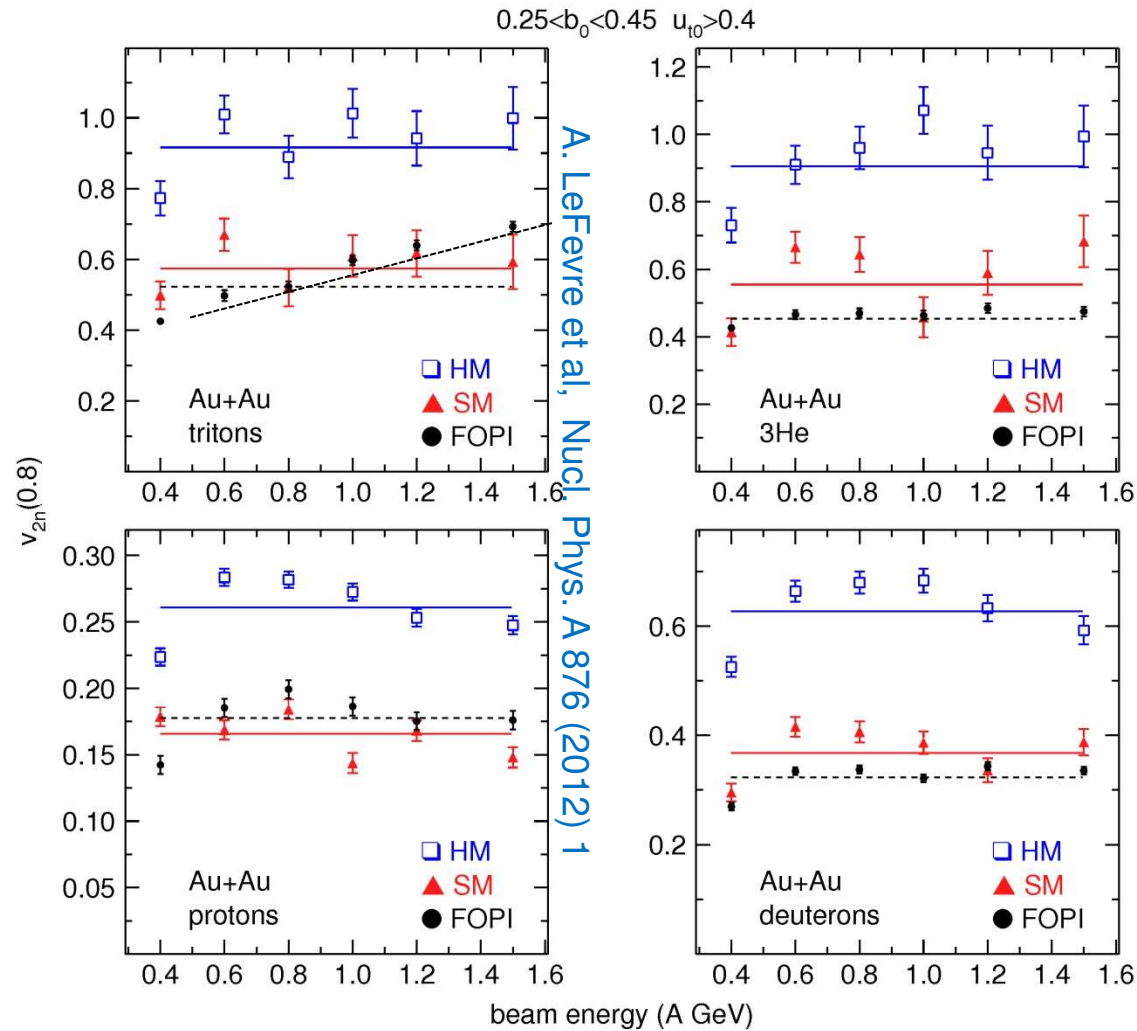 0.25<b0<0.45 ut0>0.4
1.0
0.8
0.6
0.4
0.2
HM
SM
FOPI
Au+Au
tritons
0.4 0.6 0.8 1.0 1.2 1.4 1.6
1.2
1.0
0.8
0.6
0.4
0.2
HM
SM
FOPI
Au+Au
3He
0.4 0.6 0.8 1.0 1.2 1.4 1.6
A. LeFevre et al, Nucl. Phys. A 876 (2012) 1
v2n(0.8)
0.30
0.25
0.20
0.15
0.10
0.05
HM
SM
FOPI
Au+Au
protons
0.4 0.6 0.8 1.0 1.2 1.4 1.6
0.6
0.4
0.2
HM
SM
FOPI
Au+Au
deuterons
0.4 0.6 0.8 1.0 1.2 1.4 1.6
beam energy (A GeV)